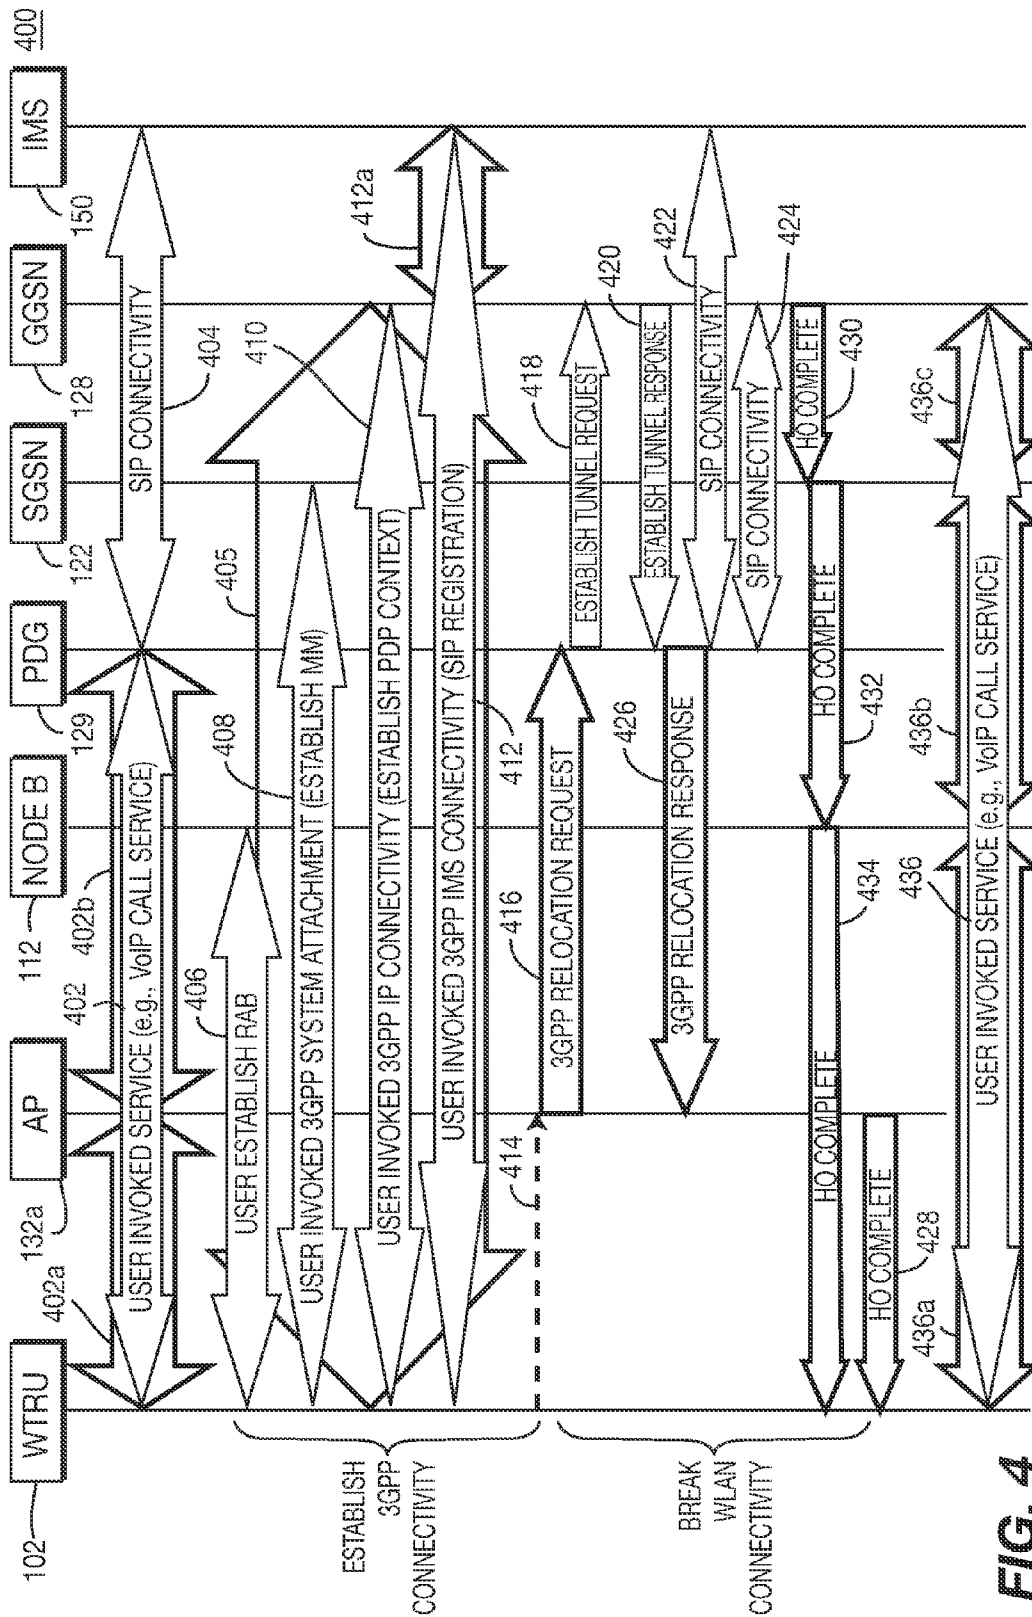 400
WTRU
AP
NODE B
PDG
SGSN
GGSN
IMS
102
132a
112
129
122
128
150
402a
402
402b
USER INVOKED SERVICE (e.g., VoIP CALL SERVICE)
SIP CONNECTIVITY
404
406
USER ESTABLISH RAB
405
408
USER INVOKED 3GPP SYSTEM ATTACHMENT (ESTABLISH MM)
410
USER INVOKED 3GPP IP CONNECTIVITY (ESTABLISH PDP CONTEXT)
412a
USER INVOKED 3GPP IMS CONNECTIVITY (SIP REGISTRATION)
412
ESTABLISH
3GPP
CONNECTIVITY
414
416
3GPP RELOCATION REQUEST
418
ESTABLISH TUNNEL REQUEST
420
ESTABLISH TUNNEL RESPONSE
426
3GPP RELOCATION RESPONSE
422
SIP CONNECTIVITY
424
SIP CONNECTIVITY
BREAK
WLAN
CONNECTIVITY
HO COMPLETE
430
HO COMPLETE
432
HO COMPLETE
434
HO COMPLETE
428
436a
436
436b
436c
USER INVOKED SERVICE (e.g., VoIP CALL SERVICE)
FIG. 4